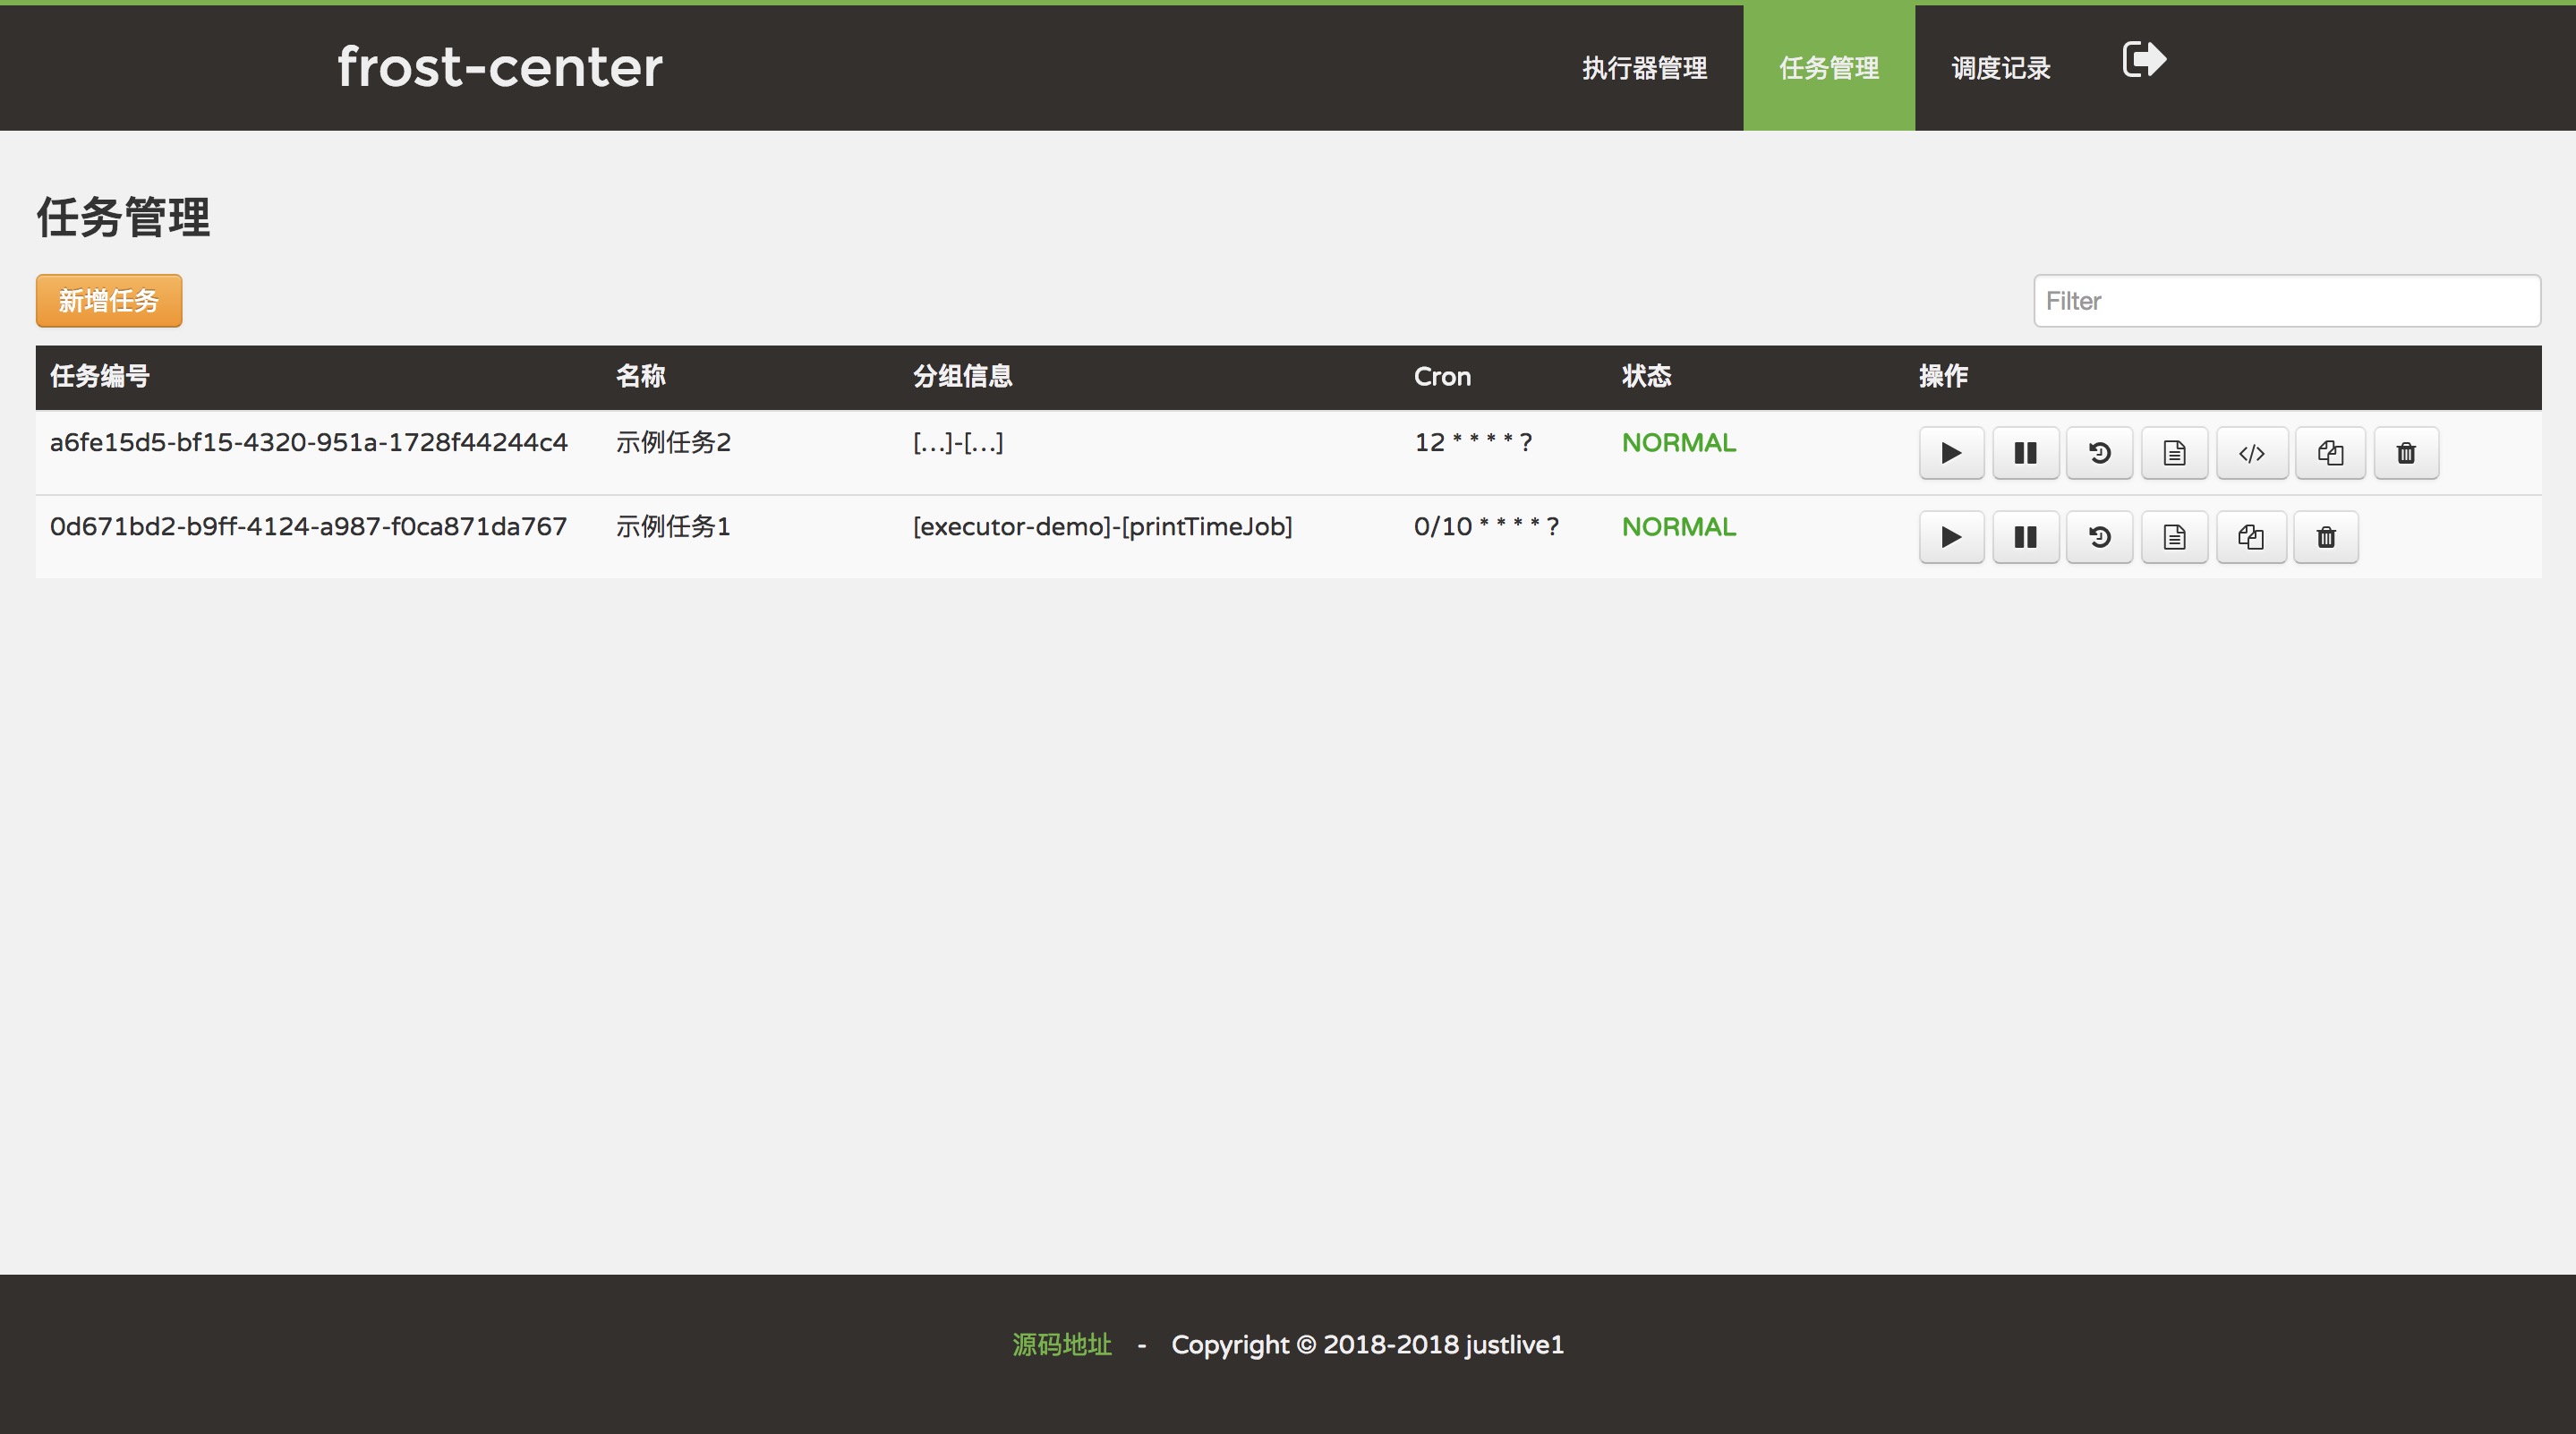 frost-center 执行器管理 任务管理 调度记录
任务管理
新增任务 Filter
任务编号 名称 分组信息 Cron 状态 操作
a6fe15d5-bf15-4320-951a-1728f44244c4 示例任务2 [...]-[...] 12 * * * * ? NORMAL
0d671bd2-b9ff-4124-a987-f0ca871da767 示例任务1 [executor-demo]-[printTimeJob] 0/10 * * * * ? NORMAL
源码地址 - Copyright © 2018-2018 justlive1